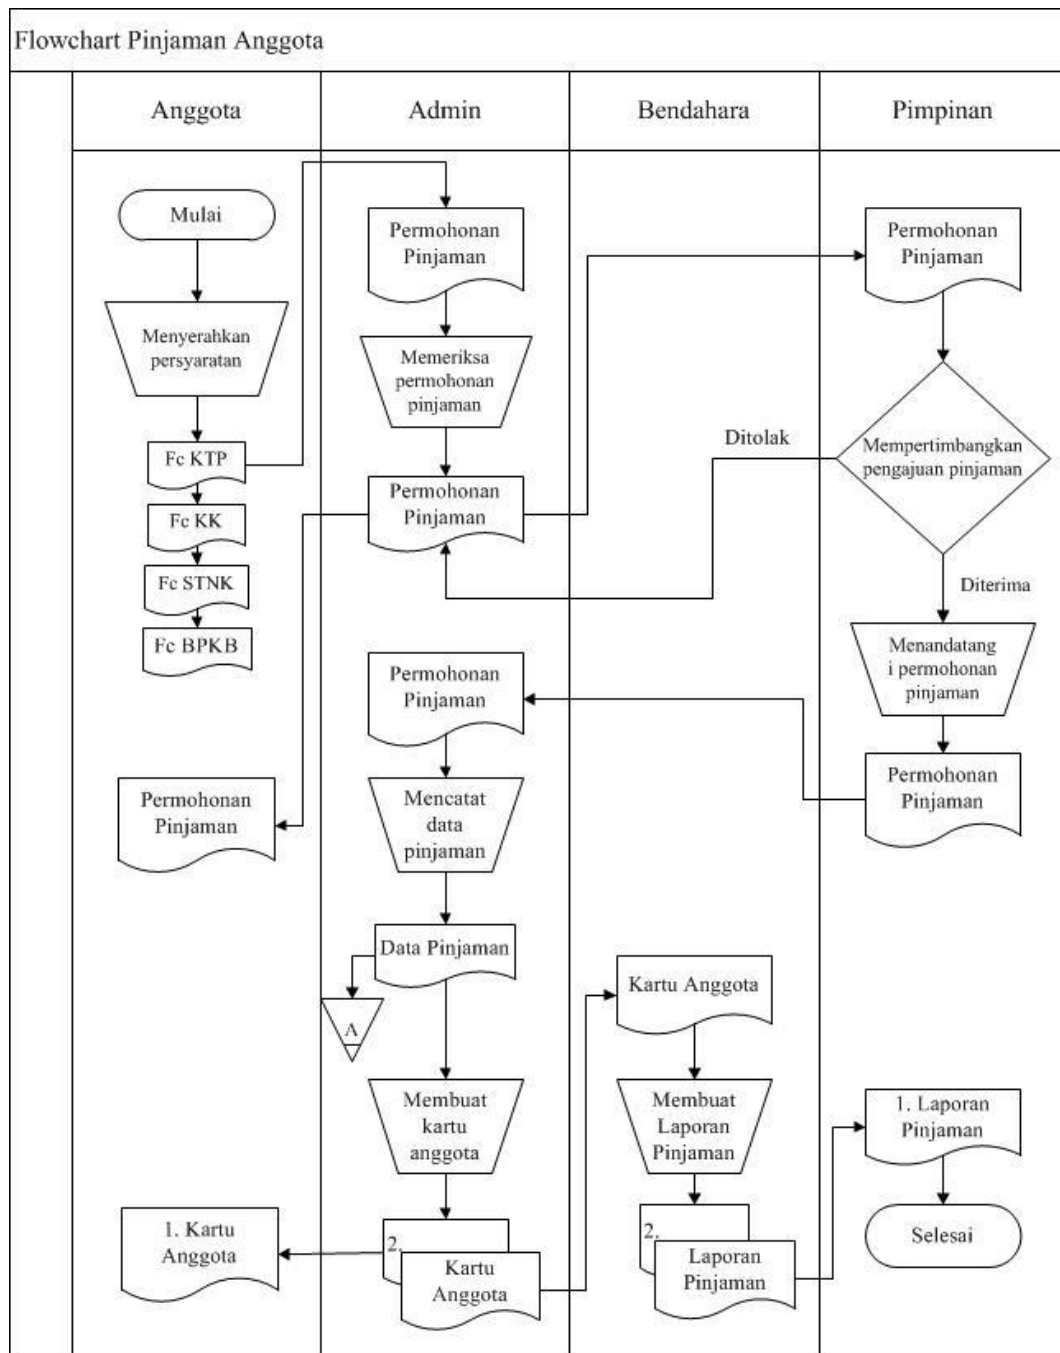 Flowchart Pinjaman Anggota
Anggota
Admin
Bendahara
Pimpinan
Mulai
Menyerahkan
persyaratan
Fc KTP
Fc KK
Fc STNK
Fc BPKB
Permohonan
Pinjaman
1. Kartu
Anggota
Permohonan
Pinjaman
Memeriksa
permohonan
pinjaman
Permohonan
Pinjaman
Permohonan
Pinjaman
Mencatat
data
pinjaman
Data Pinjaman
A
Membuat
kartu
anggota
2.
Kartu
Anggota
Kartu Anggota
Membuat
Laporan
Pinjaman
2.
Laporan
Pinjaman
Permohonan
Pinjaman
Mempertimbangkan
pengajuan pinjaman
Ditolak
Diterima
Menandatang
i permohonan
pinjaman
Permohonan
Pinjaman
1. Laporan
Pinjaman
Selesai